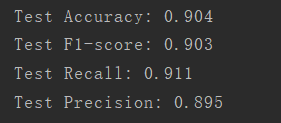 Test Accuracy: 0.904
Test F1-score: 0.903
Test Recall: 0.911
Test Precision: 0.895